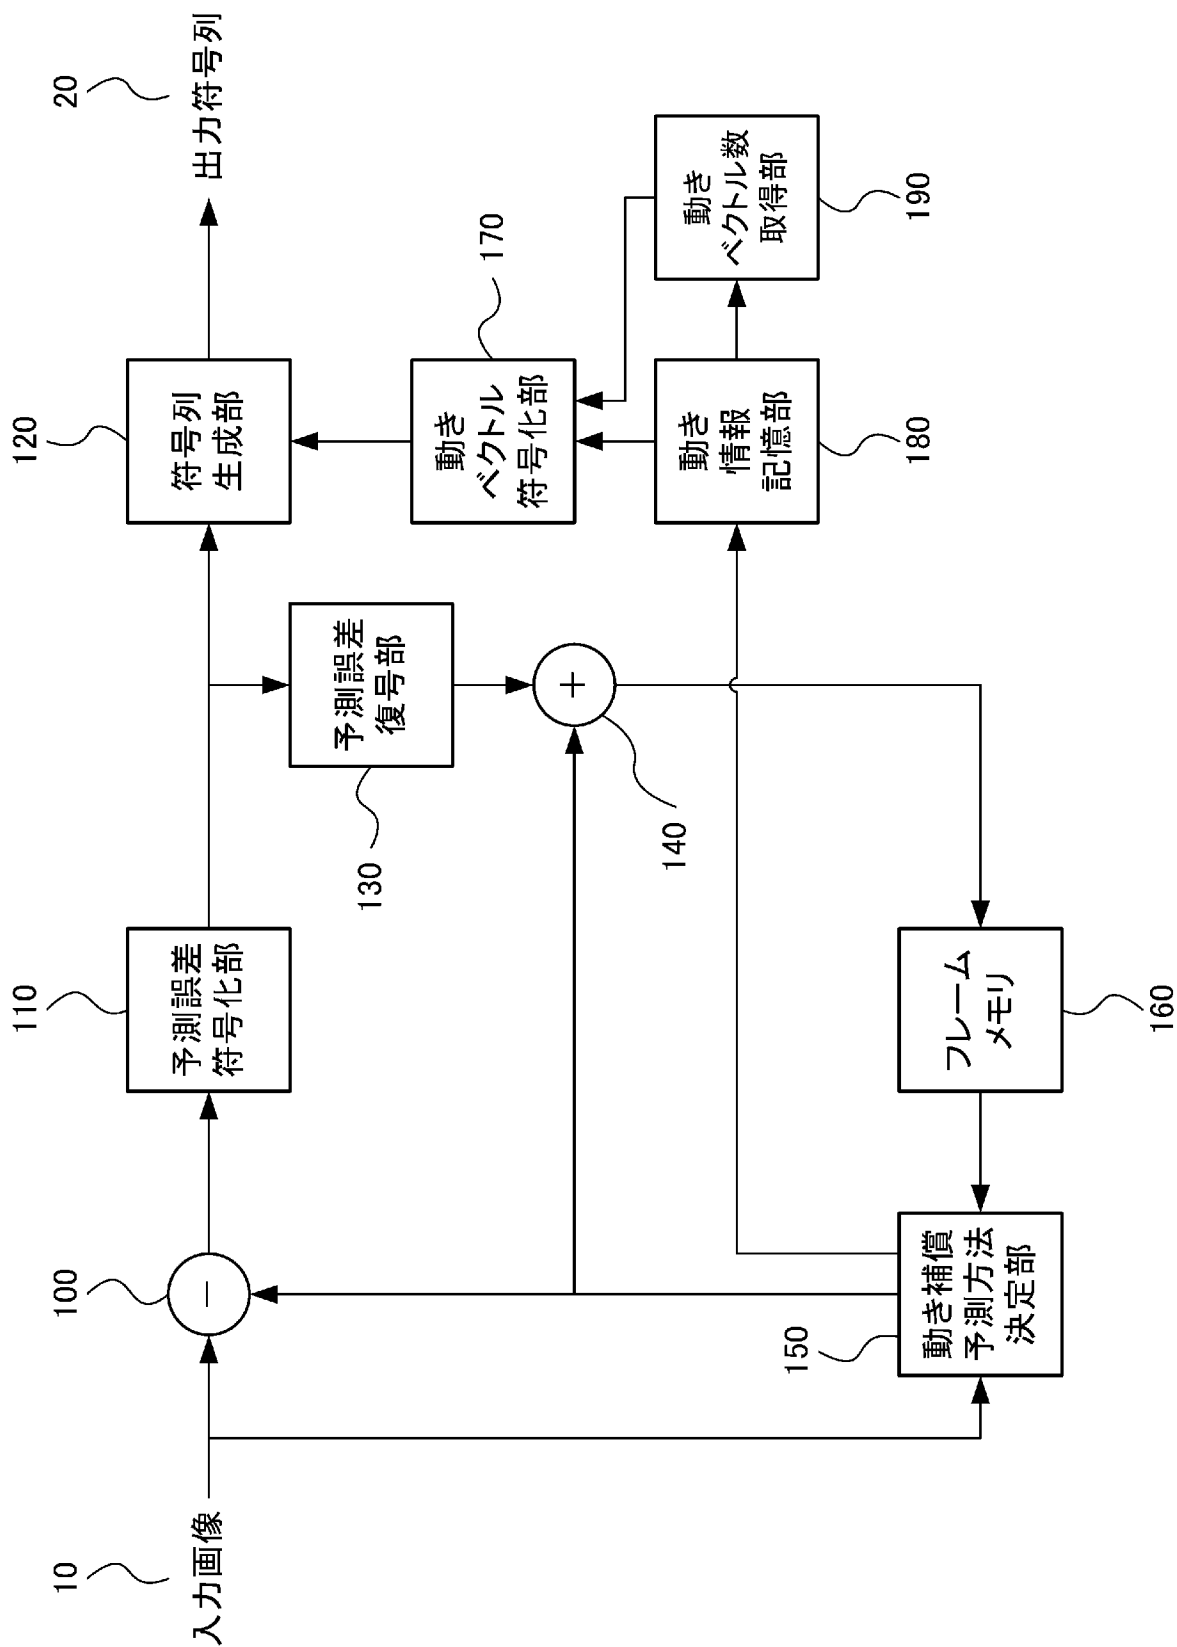 10
入力画像
100
−
110
予測誤差
符号化部
120
符号列
生成部
20
出力符号列
130
予測誤差
復号部
140
+
170
動き
ベクトル
符号化部
150
動き補償
予測方法
決定部
160
フレーム
メモリ
180
動き
情報
記憶部
190
動き
ベクトル数
取得部